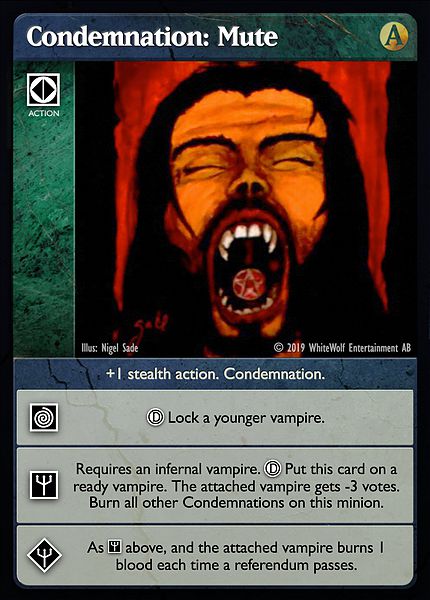 Condemnation: Mute
A
ACTION
Sade
Illus: Nigel Sade © 2019 WhiteWolf Entertainment AB
+1 stealth action. Condemnation.
Ⓓ Lock a younger vampire.
Requires an infernal vampire. Ⓓ Put this card on a
ready vampire. The attached vampire gets -3 votes.
Burn all other Condemnations on this minion.
As above, and the attached vampire burns 1
blood each time a referendum passes.